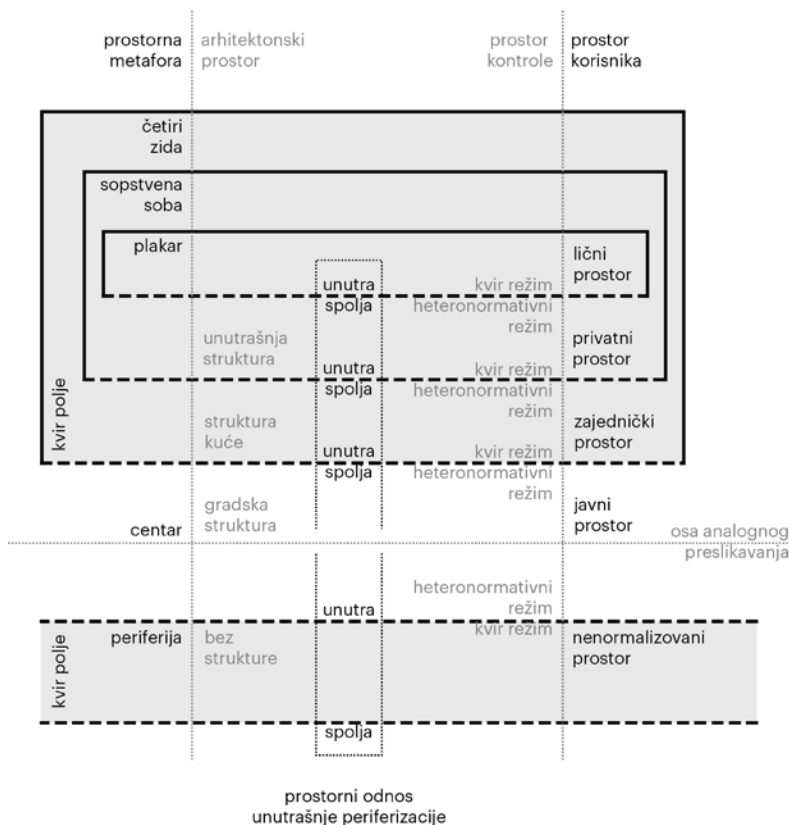 prostorna
metafora
arhitektonski
prostor
prostor
kontrole
prostor
korisnika
četiri
zida
sopstvena
soba
plakar
lični
prostor
unutra
kvir režim
spolja
heteronormativni
režim
unutrašnja
struktura
privatni
prostor
unutra
kvir režim
spolja
heteronormativni
režim
kvir polje
struktura
kuće
zajednički
prostor
unutra
kvir režim
spolja
heteronormativni
režim
gradska
struktura
javni
prostor
centar
osa analognog
preslikavanja
heteronormativni
režim
unutra
kvir režim
kvir polje
periferija
bez
strukture
nenormalizovani
prostor
spolja
prostorni odnos
unutrašnje periferizacije